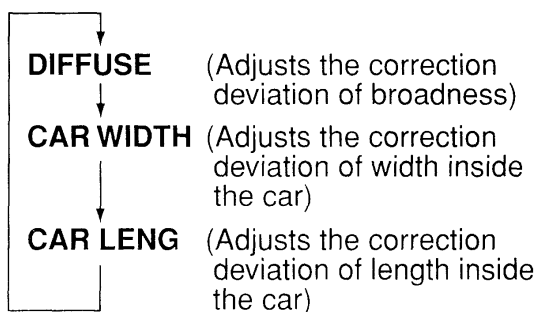 DIFFUSE (Adjusts the correction
deviation of broadness)
CAR WIDTH (Adjusts the correction
deviation of width inside
the car)
CAR LENG (Adjusts the correction
deviation of length inside
the car)